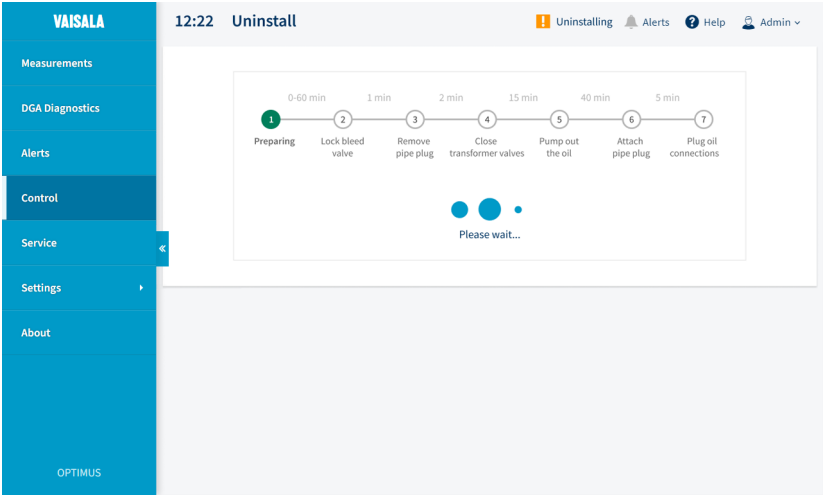 VAISALA
12:22 Uninstall
! Uninstalling
Alerts
? Help
Admin
Measurements
DGA Diagnostics
Alerts
Control
Service
Settings
About
OPTIMUS
«
0-60 min
1 min
2 min
15 min
40 min
5 min
1
2
3
4
5
6
7
Preparing
Lock bleed
valve
Remove
pipe plug
Close
transformer valves
Pump out
the oil
Attach
pipe plug
Plug oil
connections
Please wait...